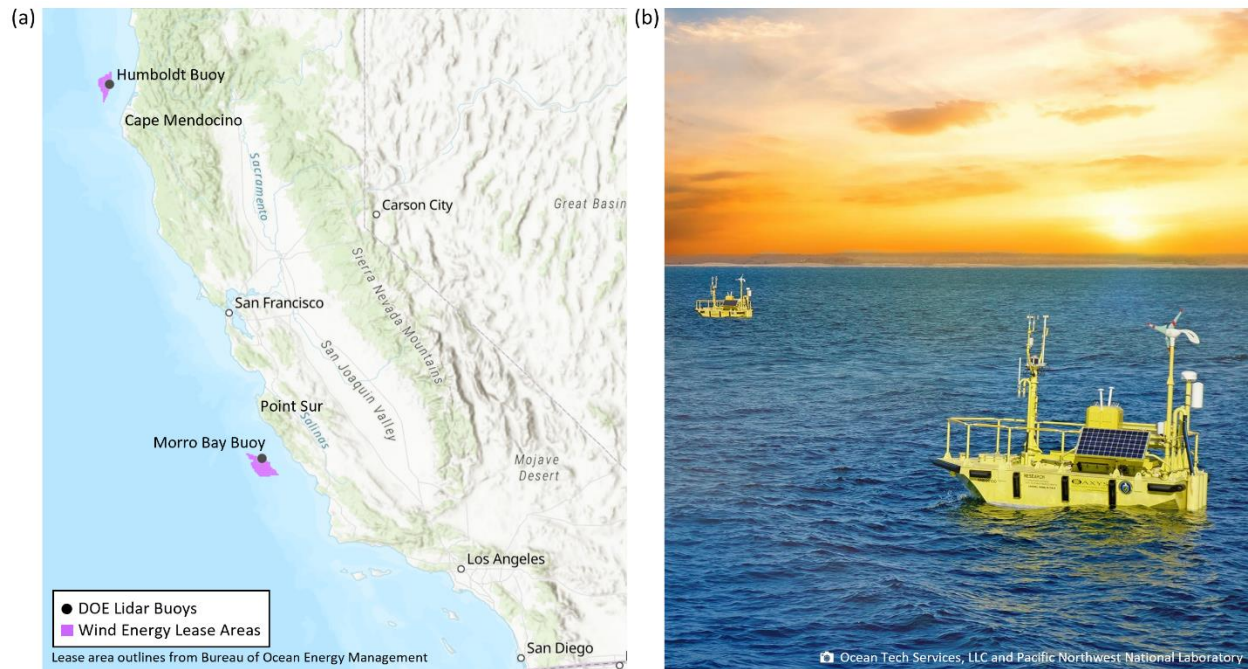 (a)
Humboldt Buoy
Cape Mendocino
Sacramento
Carson City
Great Basin
Sierra Nevada Mountains
San Francisco
San Joaquin Valley
Point Sur
Salinas
Morro Bay Buoy
Mojave
Desert
Los Angeles
San Diego
DOE Lidar Buoys
Wind Energy Lease Areas
Lease area outlines from Bureau of Ocean Energy Management
(b)
RESEARCH
AXYS
Ocean Tech Services, LLC and Pacific Northwest National Laboratory